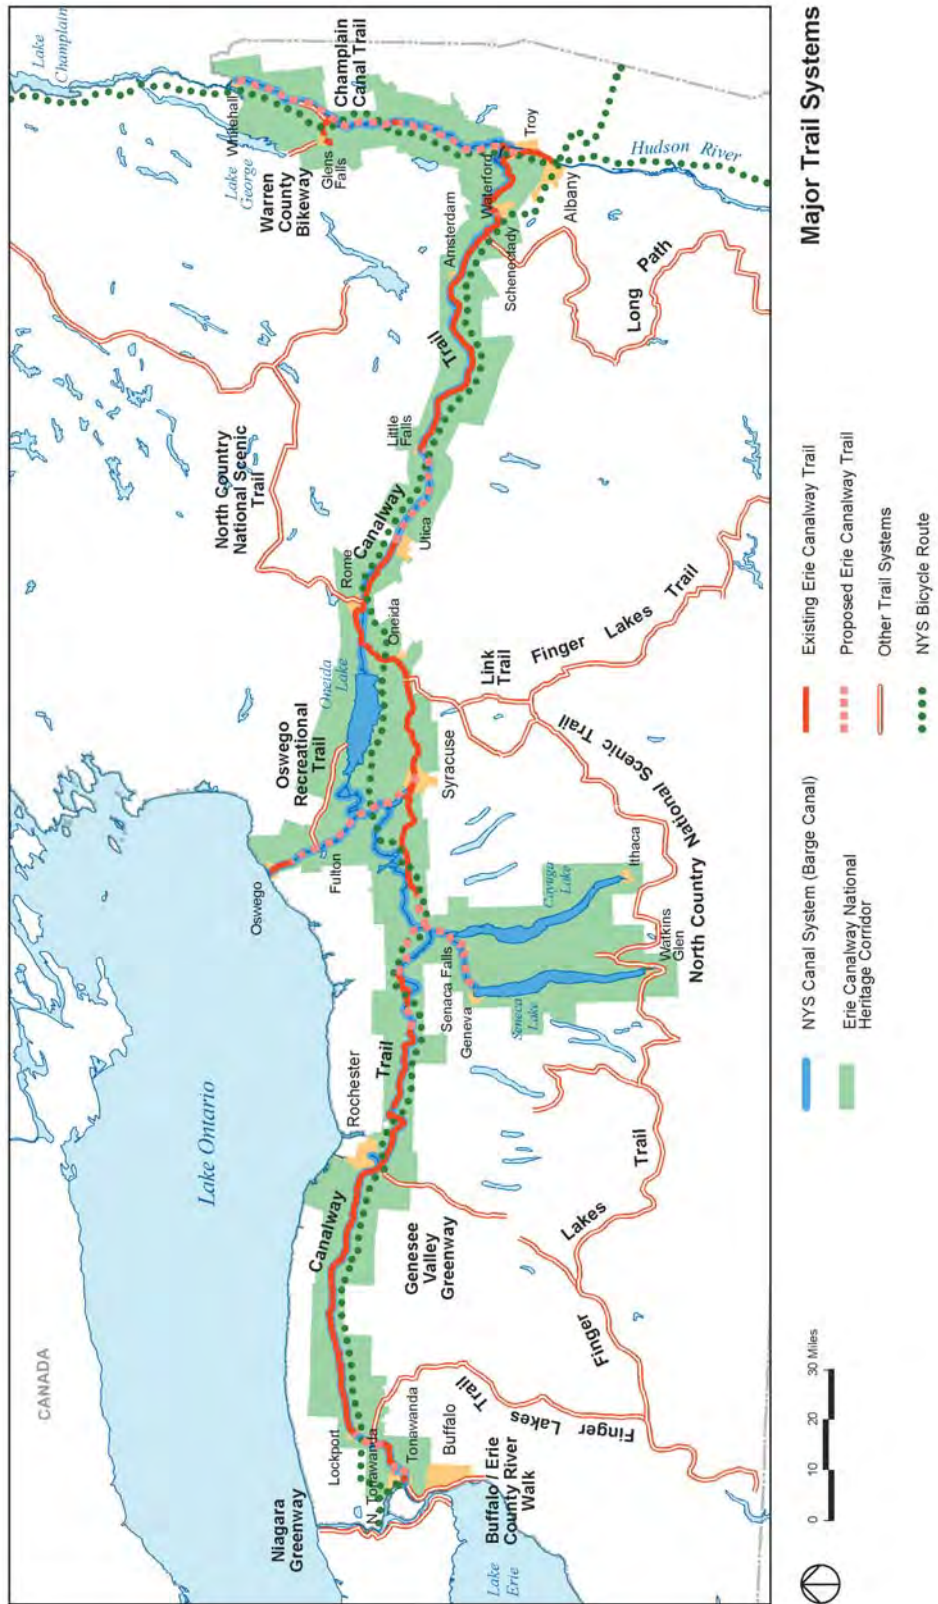 CANADA
Lake Ontario
Lake
Erie
Niagara
Greenway
Lockport
N. Tonawanda
Tonawanda
Buffalo
Buffalo / Erie
County River
Walk
Finger Lakes Trail
Canalway Trail
Genesee
Valley
Greenway
Rochester
Finger Lakes Trail
Geneva
Senaca Falls
Seneca
Lake
Cayuga
Lake
Watkins
Glen
Ithaca
North Country National Scenic Trail
Oswego
Fulton
Oswego
Recreational
Trail
Syracuse
Oneida
Lake
Oneida
Link
Trail
Finger Lakes Trail
Rome
North Country
National Scenic
Trail
Utica
Canalway Trail
Little
Falls
Amsterdam
Schenectady
Waterford
Troy
Albany
Long Path
Hudson River
Warren
County
Bikeway
Lake
George
Glens
Falls
Whitehall
Champlain
Canal Trail
Lake
Champlain
0 10 20 30 Miles
NYS Canal System (Barge Canal)
Erie Canalway National
Heritage Corridor
Existing Erie Canalway Trail
Proposed Erie Canalway Trail
Other Trail Systems
NYS Bicycle Route
Major Trail Systems